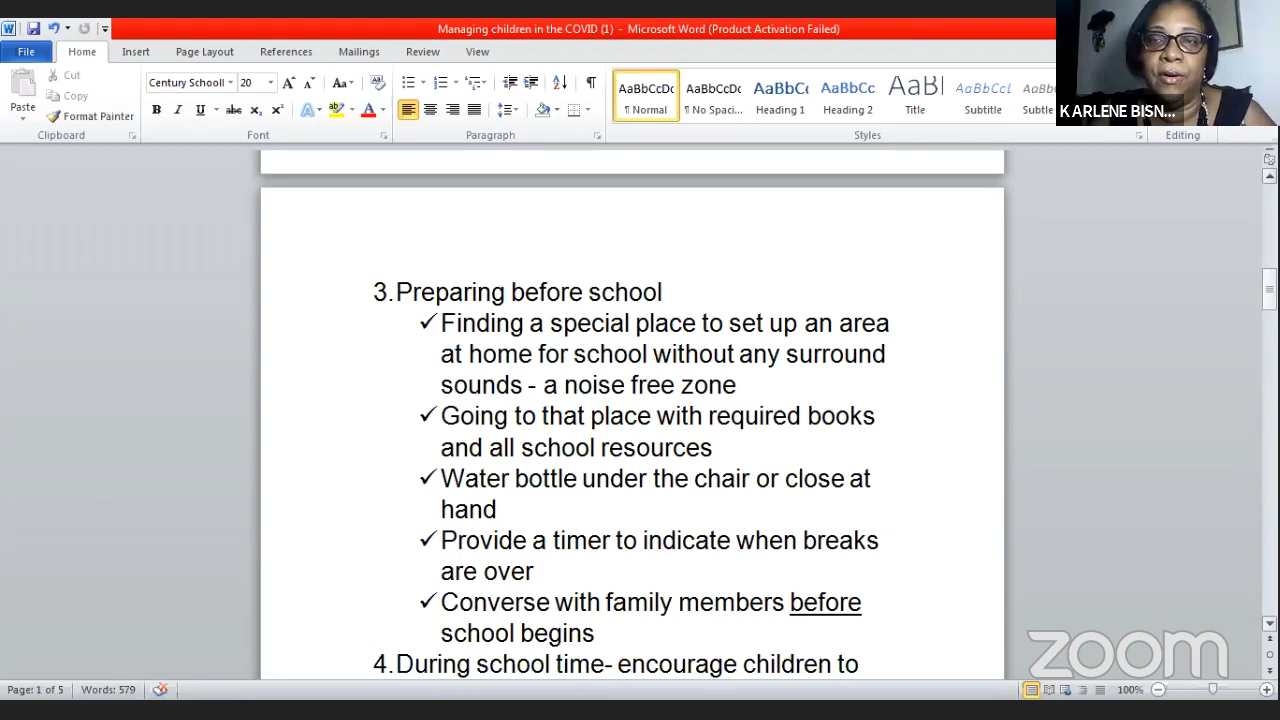 Managing children in the COVID (1) - Microsoft Word (Product Activation Failed)
File Home Insert Page Layout References Mailings Review View
Cut
Copy
Format Painter
Paste
Century Schooll 20
AaBbCcDc AaBbCcDc AaBbCc AaBbCc AaBl AaBbCcl
¶ Normal ¶ No Spaci... Heading 1 Heading 2 Title Subtitle
Clipboard Font Paragraph Styles Editing
KARLENE BISN...
3. Preparing before school
✓ Finding a special place to set up an area
at home for school without any surround
sounds - a noise free zone
✓ Going to that place with required books
and all school resources
✓ Water bottle under the chair or close at
hand
✓ Provide a timer to indicate when breaks
are over
✓ Converse with family members before
school begins
4. During school time- encourage children to
zoom
Page: 1 of 5 Words: 579 100%